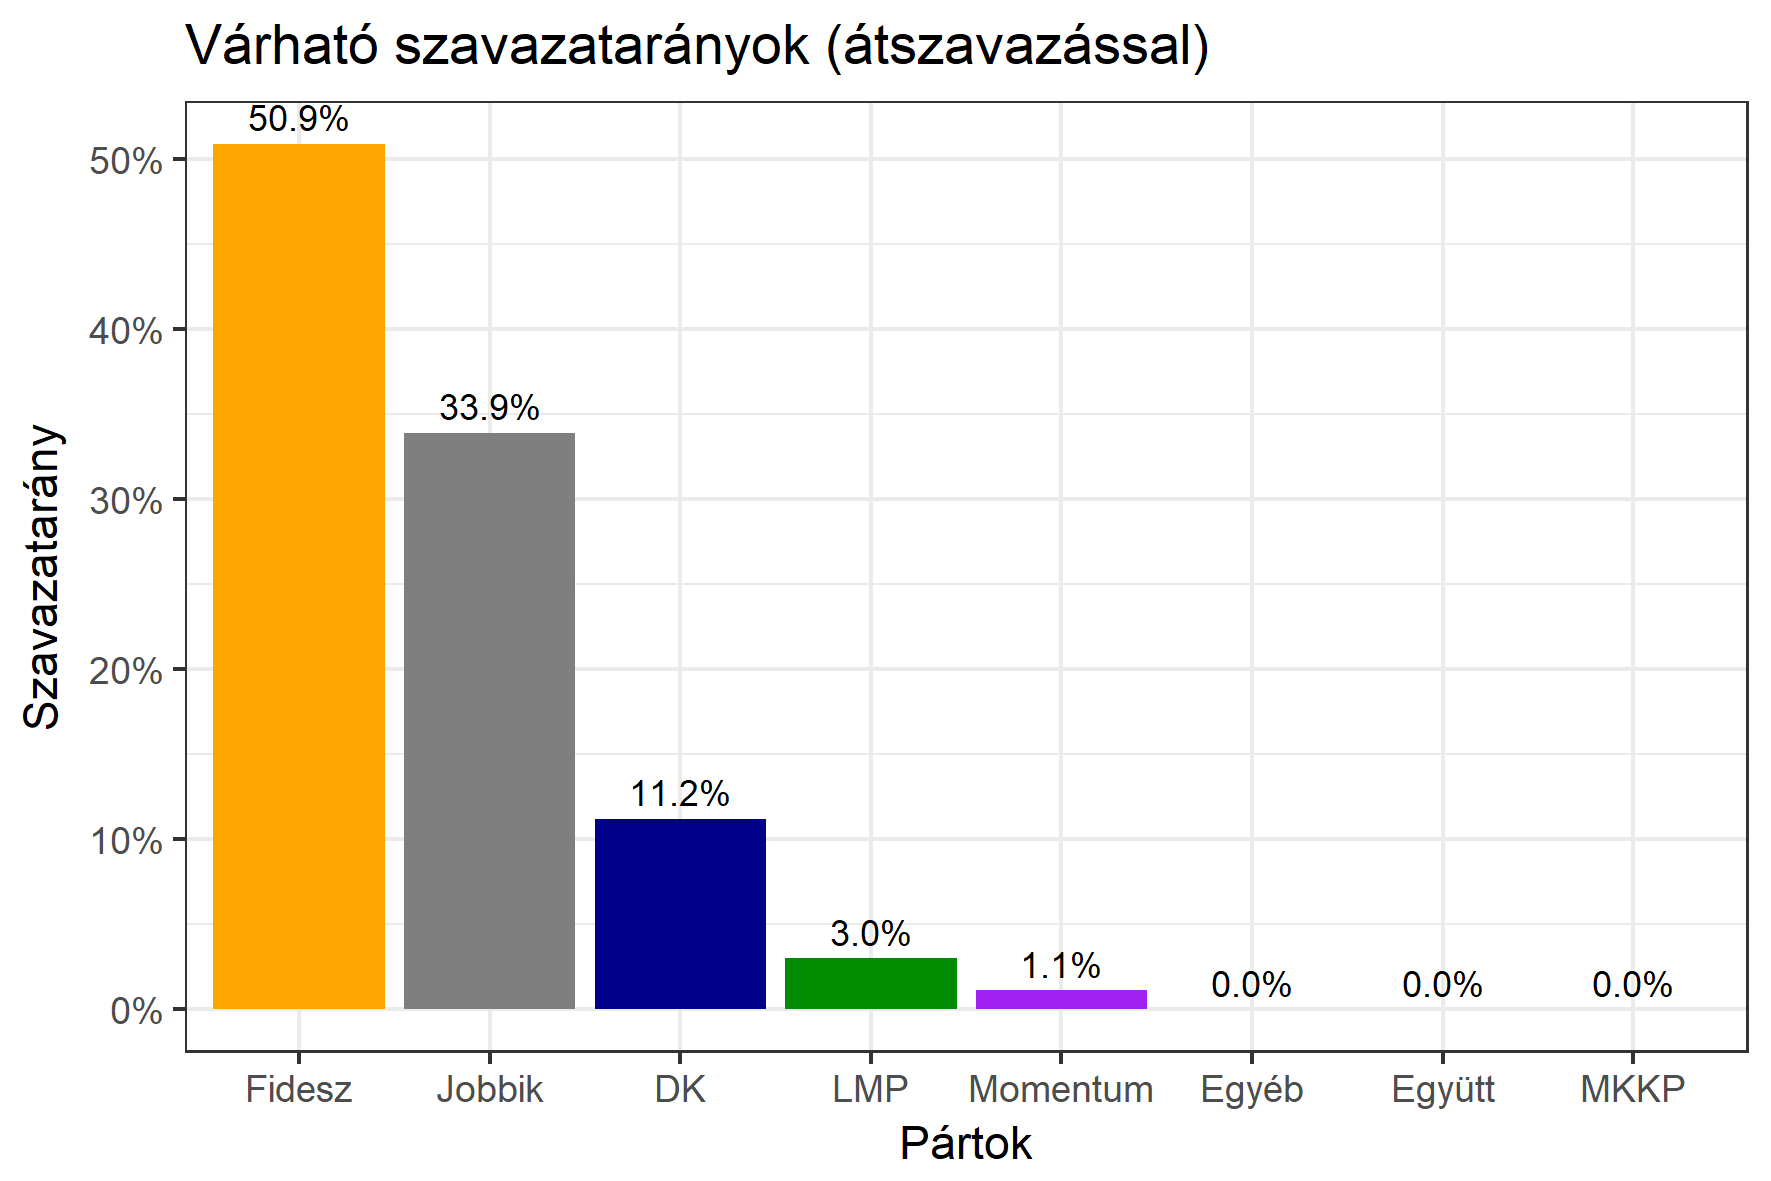 Várható szavazatarányok (átszavazással)
50.9%
33.9%
11.2%
3.0%
1.1%
0.0%
0.0%
0.0%
50%
40%
30%
20%
10%
0%
Szavazatarány
Fidesz
Jobbik
DK
LMP
Momentum
Egyéb
Együtt
MKKP
Pártok